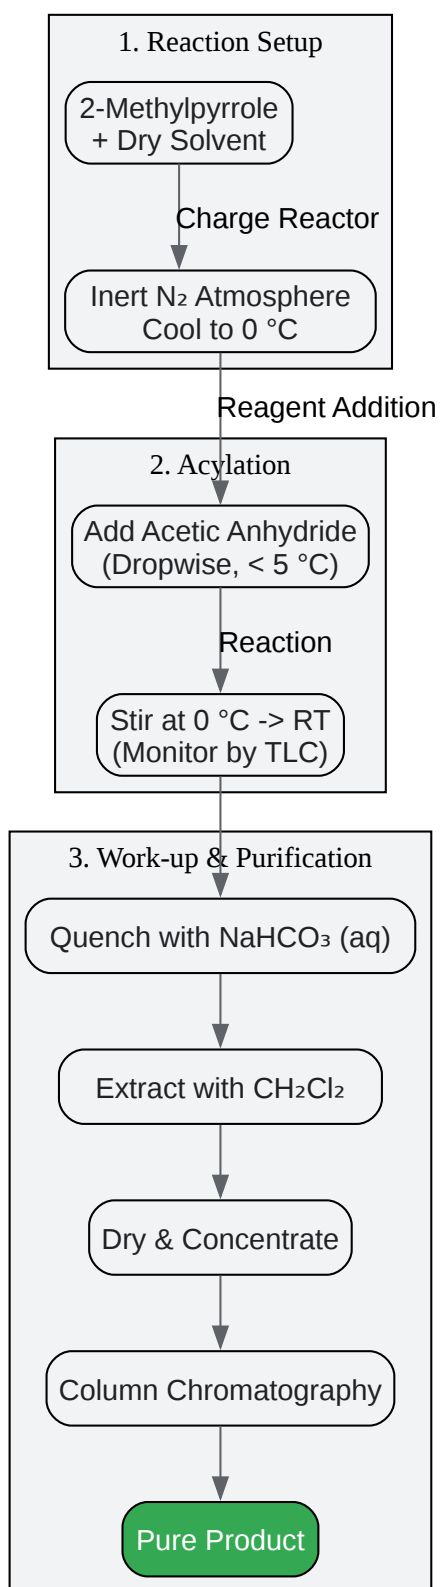 1. Reaction Setup
2-Methylpyrrole
+ Dry Solvent
Charge Reactor
Inert N₂ Atmosphere
Cool to 0 °C
Reagent Addition
2. Acylation
Add Acetic Anhydride
(Dropwise, < 5 °C)
Reaction
Stir at 0 °C -> RT
(Monitor by TLC)
3. Work-up & Purification
Quench with NaHCO₃ (aq)
Extract with CH₂Cl₂
Dry & Concentrate
Column Chromatography
Pure Product